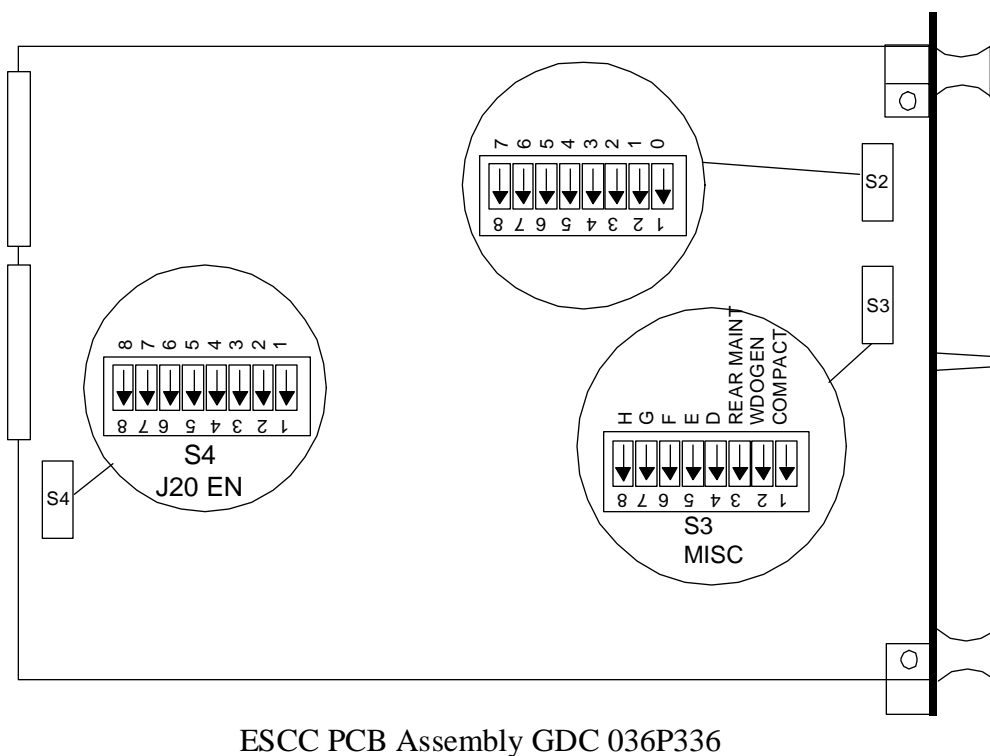 7 6 5 4 3 2 1 0
8 7 6 5 4 3 2 1
S2
S3
8 7 6 5 4 3 2 1
8 7 6 5 4 3 2 1
S4
J20 EN
S4
H G F E D REAR MAINT WDOGEN COMPACT
8 7 6 5 4 3 2 1
S3
MISC
ESCC PCB Assembly GDC 036P336